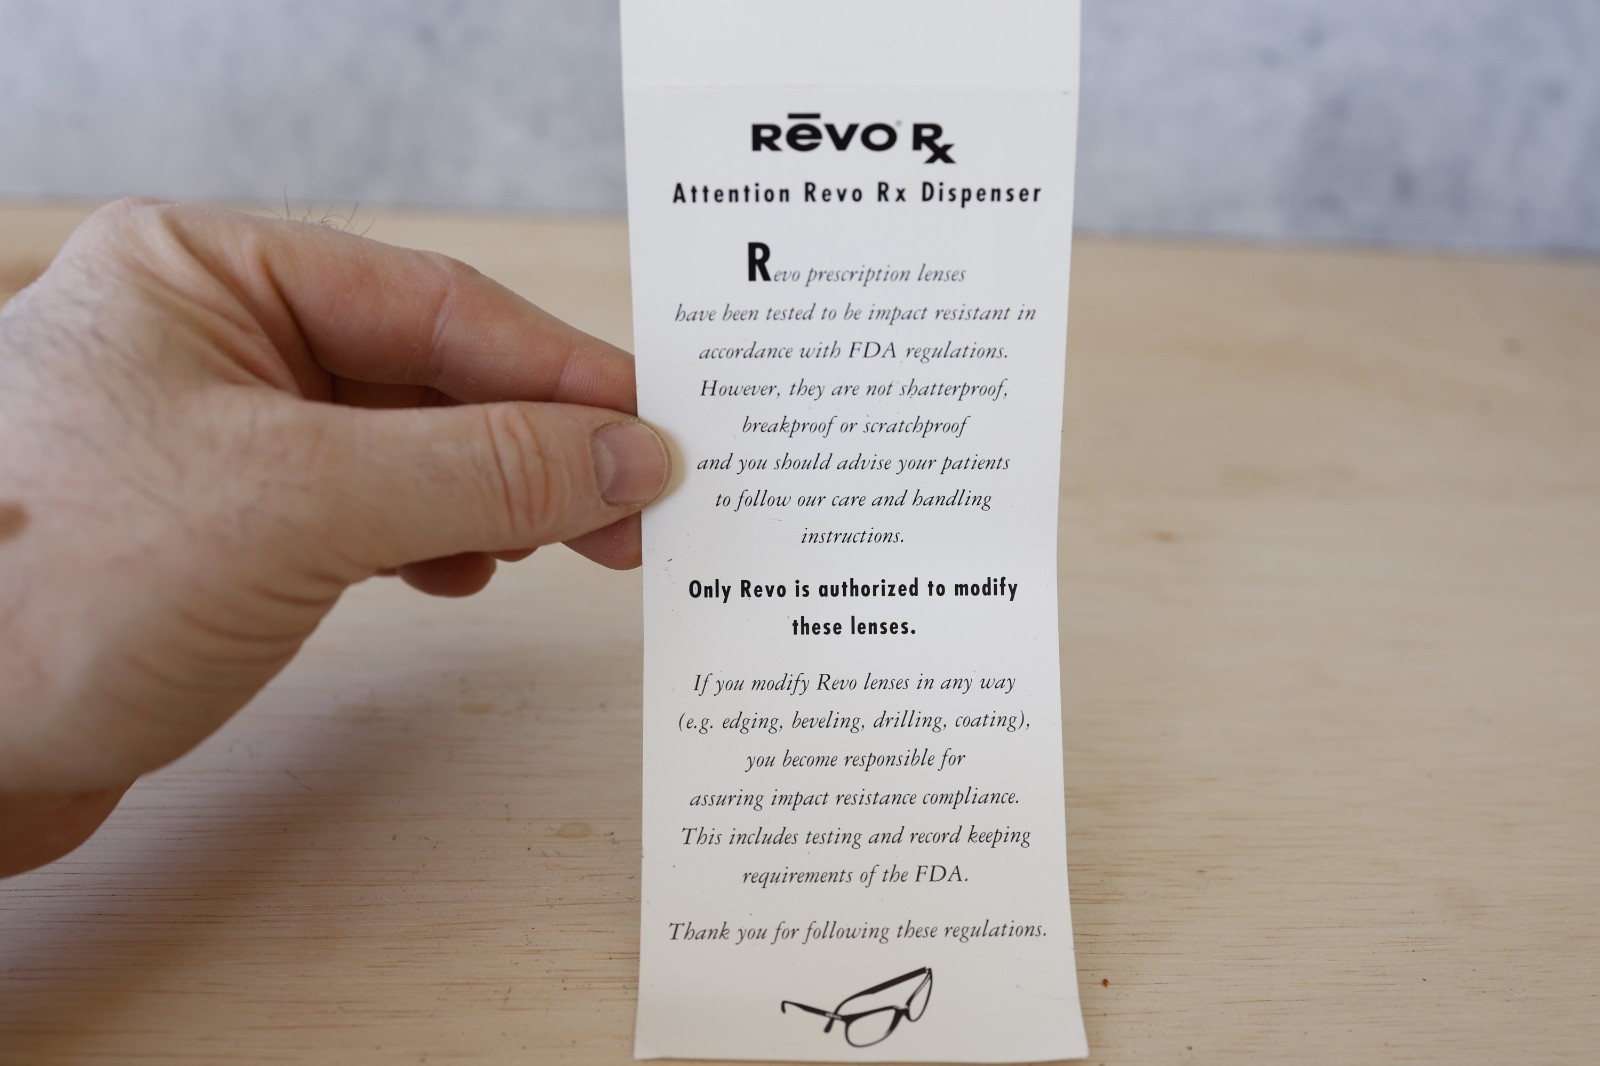 Rēvo® Rx
Attention Revo Rx Dispenser
Revo prescription lenses
have been tested to be impact resistant in
accordance with FDA regulations.
However, they are not shatterproof,
breakproof or scratchproof
and you should advise your patients
to follow our care and handling
instructions.
Only Revo is authorized to modify
these lenses.
If you modify Revo lenses in any way
(e.g. edging, beveling, drilling, coating),
you become responsible for
assuring impact resistance compliance.
This includes testing and record keeping
requirements of the FDA.
Thank you for following these regulations.